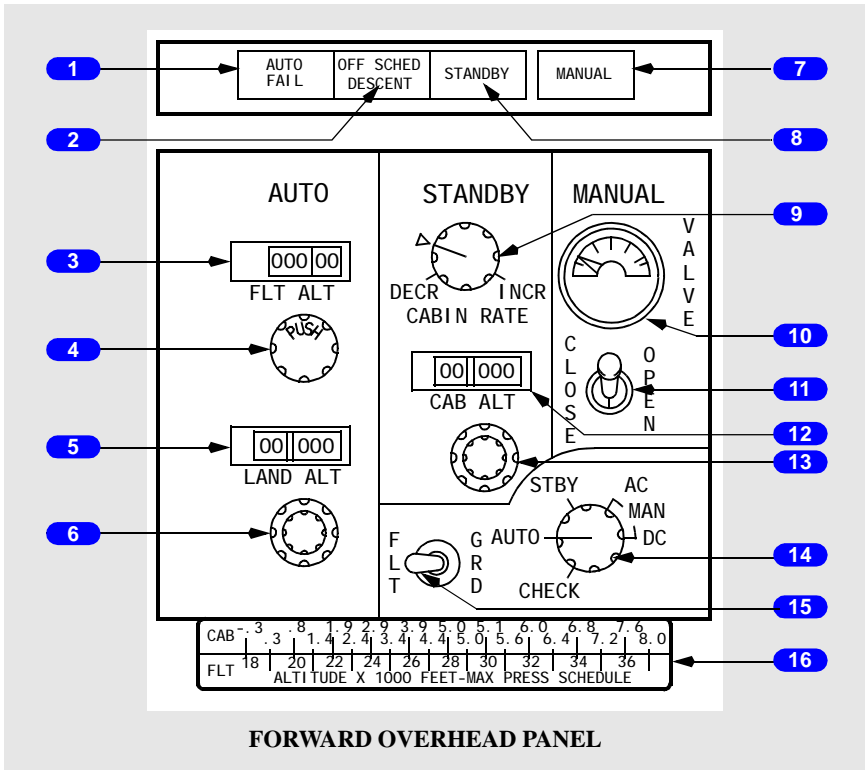 1
AUTO FAIL
OFF SCHED DESCENT
STANDBY
MANUAL
7
2
8
AUTO
STANDBY
MANUAL
VALVE
9
3
000 00
FLT ALT
DECR
INCR
CABIN RATE
10
4
PUSH
CLOSE
OPEN
11
00 000
CAB ALT
12
5
00 000
LAND ALT
13
6
STBY
AC
MAN
DC
AUTO
CHECK
14
FLT
GRD
15
CAB -.3 .8 1.9 2.9 3.9 5.0 5.1 6.0 6.8 7.6
.3 1.4 2.4 3.4 4.4 5.0 5.6 6.4 7.2 8.0
FLT 18 20 22 24 26 28 30 32 34 36
ALTITUDE X 1000 FEET-MAX PRESS SCHEDULE
16
FORWARD OVERHEAD PANEL